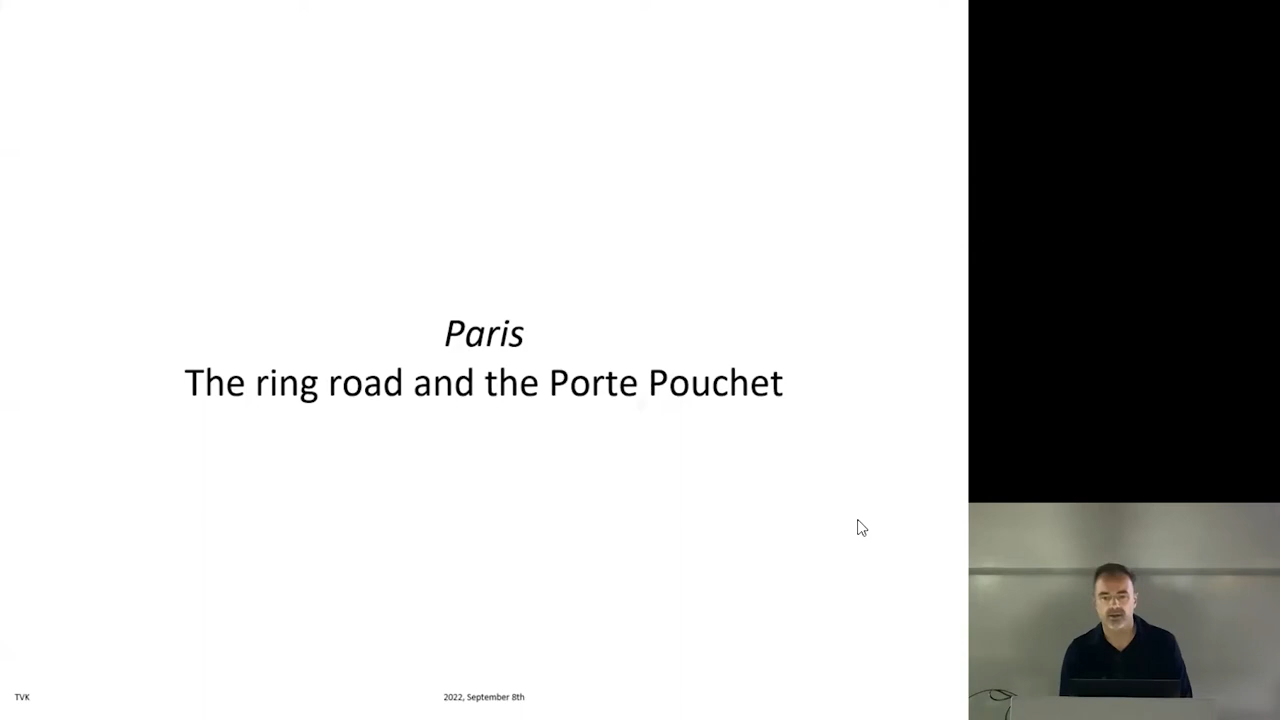 Paris
The ring road and the Porte Pouchet
TVK
2022, September 8th